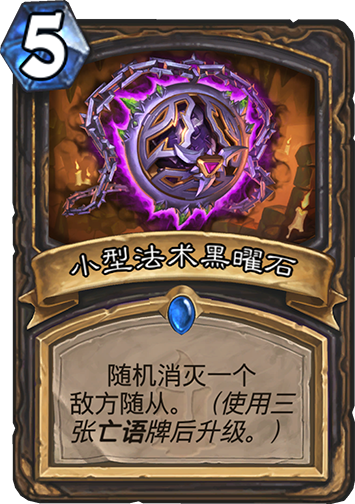 5
小型法术黑曜石
随机消灭一个
敌方随从。（使用三
张亡语牌后升级。）